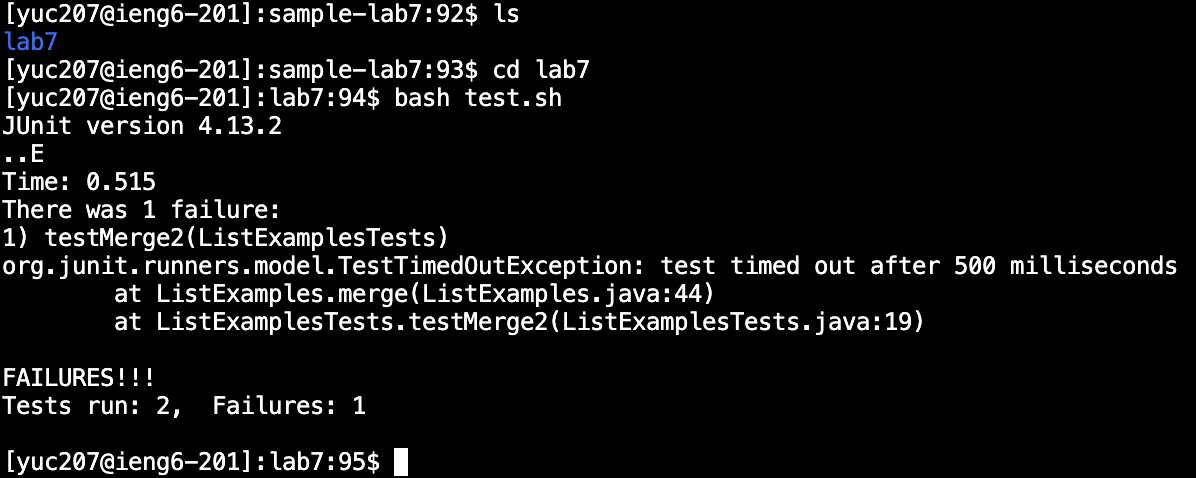 [yuc207@ieng6-201]:sample-lab7:92$ ls
lab7
[yuc207@ieng6-201]:sample-lab7:93$ cd lab7
[yuc207@ieng6-201]:lab7:94$ bash test.sh
JUnit version 4.13.2
..E
Time: 0.515
There was 1 failure:
1) testMerge2(ListExamplesTests)
org.junit.runners.model.TestTimedOutException: test timed out after 500 milliseconds
        at ListExamples.merge(ListExamples.java:44)
        at ListExamplesTests.testMerge2(ListExamplesTests.java:19)

FAILURES!!!
Tests run: 2,  Failures: 1

[yuc207@ieng6-201]:lab7:95$